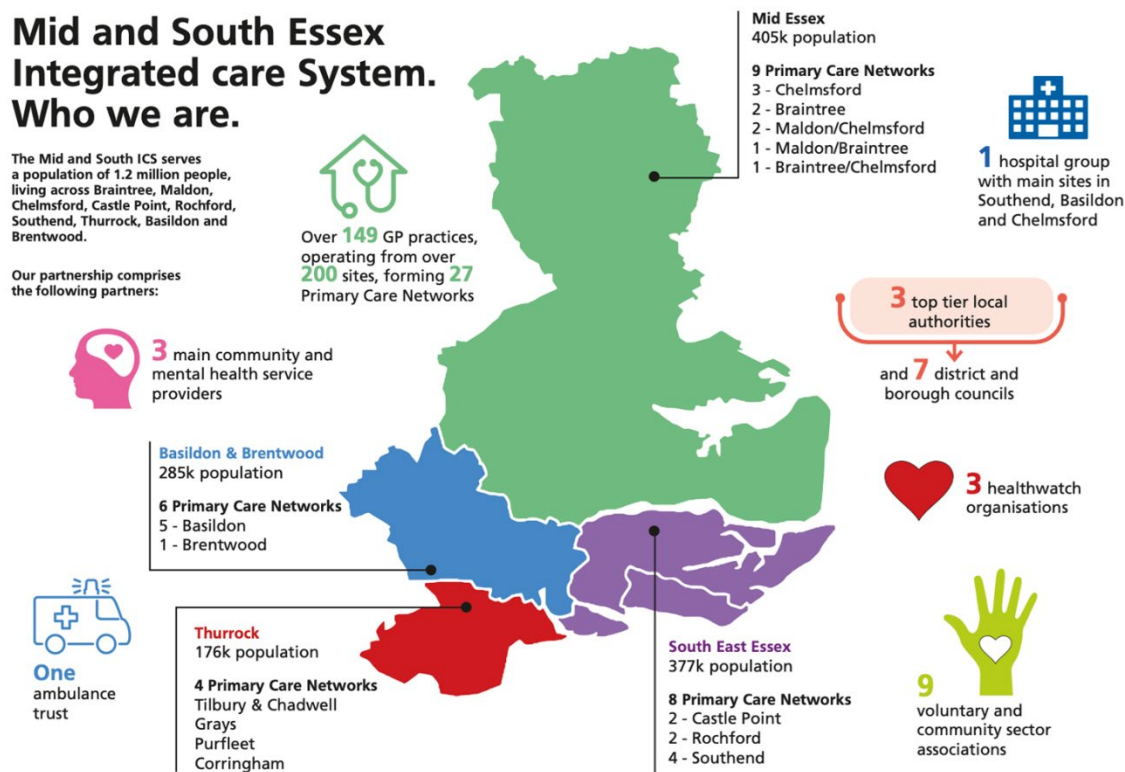 Mid and South Essex
Integrated care System.
Who we are.
The Mid and South ICS serves
a population of 1.2 million people,
living across Braintree, Maldon,
Chelmsford, Castle Point, Rochford,
Southend, Thurrock, Basildon and
Brentwood.
Our partnership comprises
the following partners:
Over 149 GP practices,
operating from over
200 sites, forming 27
Primary Care Networks
Mid Essex
405k population
9 Primary Care Networks
3 - Chelmsford
2 - Braintree
2 - Maldon/Chelmsford
1 - Maldon/Braintree
1 - Braintree/Chelmsford
1 hospital group
with main sites in
Southend, Basildon
and Chelmsford
3 top tier local
authorities
and 7 district and
borough councils
3 main community and
mental health service
providers
Basildon & Brentwood
285k population
6 Primary Care Networks
5 - Basildon
1 - Brentwood
3 healthwatch
organisations
One
ambulance
trust
Thurrock
176k population
4 Primary Care Networks
Tilbury & Chadwell
Grays
Purfleet
Corringham
South East Essex
377k population
8 Primary Care Networks
2 - Castle Point
2 - Rochford
4 - Southend
9
voluntary and
community sector
associations